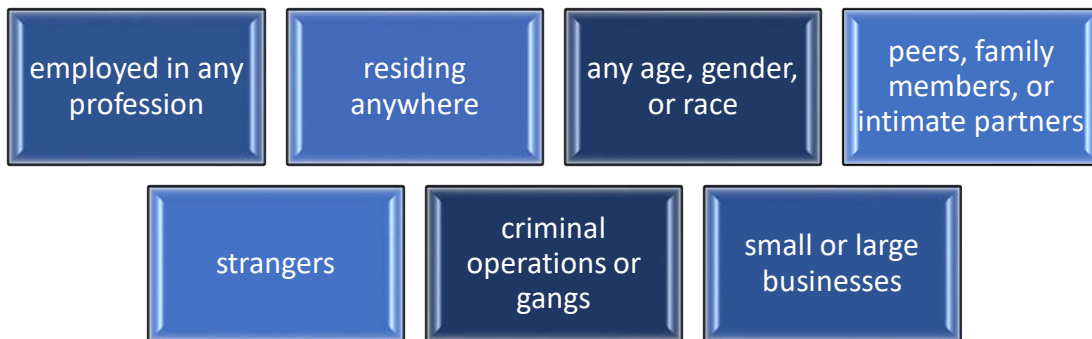 employed in any
profession
residing
anywhere
any age, gender,
or race
peers, family
members, or
intimate partners
strangers
criminal
operations or
gangs
small or large
businesses